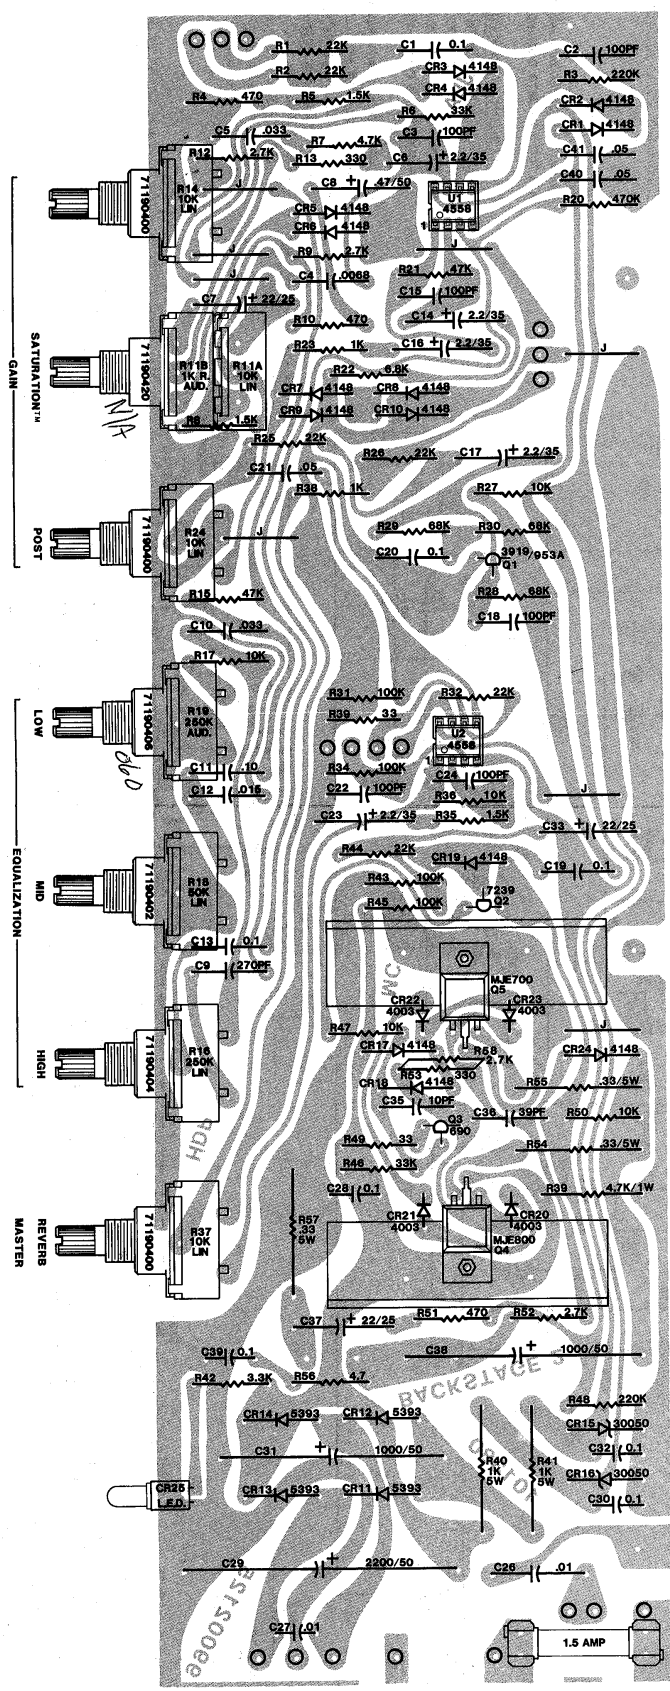 R1 22K
C1 0.1
C2 100PF
R2 22K
CR3 4148
R3 220K
R4 470
R5 1.5K
CR4 4148
CR2 4148
R6 33K
C5 .033
C3 100PF
CR1 4148
R7 4.7K
R12 2.7K
R13 330
C6 + 2.2/35
C41 .05
C40 .05
R14 10K LIN
71190400
J
C8 + .47/50
U1 4558
1
R20 470K
CR5 4148
CR6 4148
J
R9 2.7K
J
J
C4 .0068
R21 47K
C15 100PF
C7 + 22/25
R10 470
C14 + 2.2/35
R23 1K
C16 + 2.2/35
J
SATURATION™
GAIN
71190420
R11B 1K R. AUD.
R11A 10K LIN
N/A
R22 6.8K
CR7 4148
CR8 4148
CR9 4148
CR10 4148
R8 1.5K
R25 22K
R26 22K
C17 + 2.2/35
C21 .05
R38 1K
R27 10K
POST
71190400
R24 10K LIN
J
R29 68K
R30 68K
C20 0.1
3919/953A
Q1
R15 47K
R28 68K
C10 .033
C18 100PF
R17 10K
LOW
71190406
R19 250K AUD.
R31 100K
R32 22K
R39 33
U2 4558
1
C11 .10
R34 100K
C24 100PF
C12 .015
C22 100PF
R36 10K
J
C23 + 2.2/35
R35 1.5K
C33 + 22/25
EQUALIZATION
MID
71190402
R18 50K LIN
R44 22K
CR19 4148
C19 0.1
R43 100K
7239
Q2
R45 100K
C13 0.1
C9 270PF
MC
MJE700
Q5
CR22 4003
CR23 4003
HIGH
71190404
R16 250K LIN
R47 10K
J
CR17 4148
R58 2.7K
CR24 4148
R53 330
CR18 4148
R55 .33/5W
C35 10PF
C36 39PF
R50 10K
HDP
Q3 690
R49 33
R54 .33/5W
R46 33K
C28 0.1
R39 4.7K/1W
REVERB
MASTER
71190400
R37 10K LIN
R57 .33 5W
CR21 4003
CR20 4003
MJE800
Q4
C37 + 22/25
R51 470
R52 2.7K
C39 0.1
C38 + 1000/50
R42 3.3K
R56 4.7
BACKSTAGE
CR14 5393
CR12 5393
R48 220K
CR15 30050
C31 + 1000/50
R40 1K 5W
R41 1K 5W
C32 0.1
CR16 30050
CR25 L.E.D.
CR13 5393
CR11 5393
C30 0.1
C29 + 2200/50
C26 .01
99002125
C27 .01
1.5 AMP